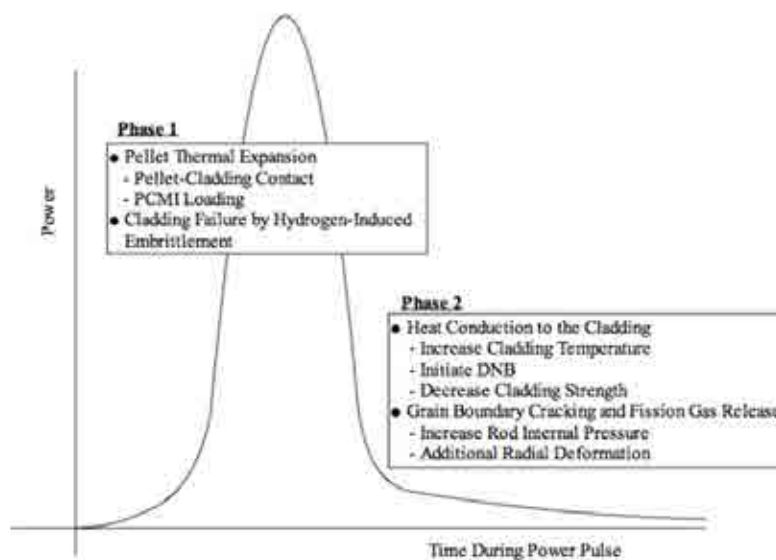 Phase 1
● Pellet Thermal Expansion
- Pellet-Cladding Contact
- PCMI Loading
● Cladding Failure by Hydrogen-Induced
Embrittlement
Power
Phase 2
● Heat Conduction to the Cladding
- Increase Cladding Temperature
- Initiate DNB
- Decrease Cladding Strength
● Grain Boundary Cracking and Fission Gas Release
- Increase Rod Internal Pressure
- Additional Radial Deformation
Time During Power Pulse